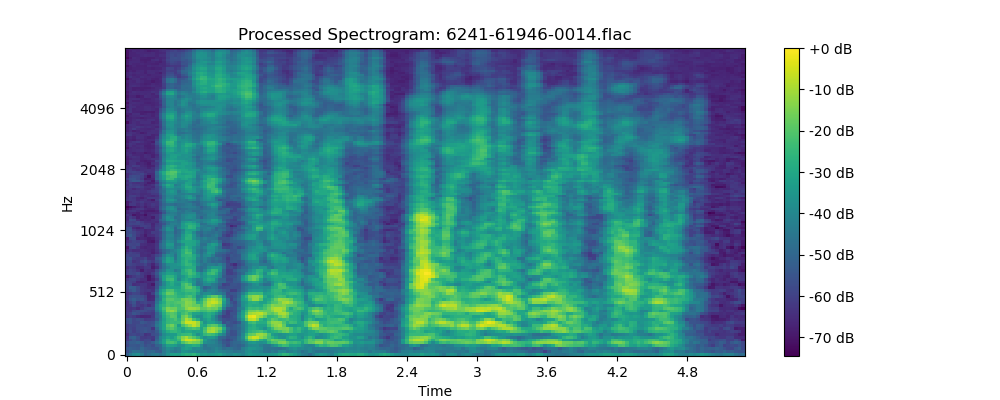 Processed Spectrogram: 6241-61946-0014.flac
Hz
4096
2048
1024
512
0
0 0.6 1.2 1.8 2.4 3 3.6 4.2 4.8
Time
+0 dB
-10 dB
-20 dB
-30 dB
-40 dB
-50 dB
-60 dB
-70 dB